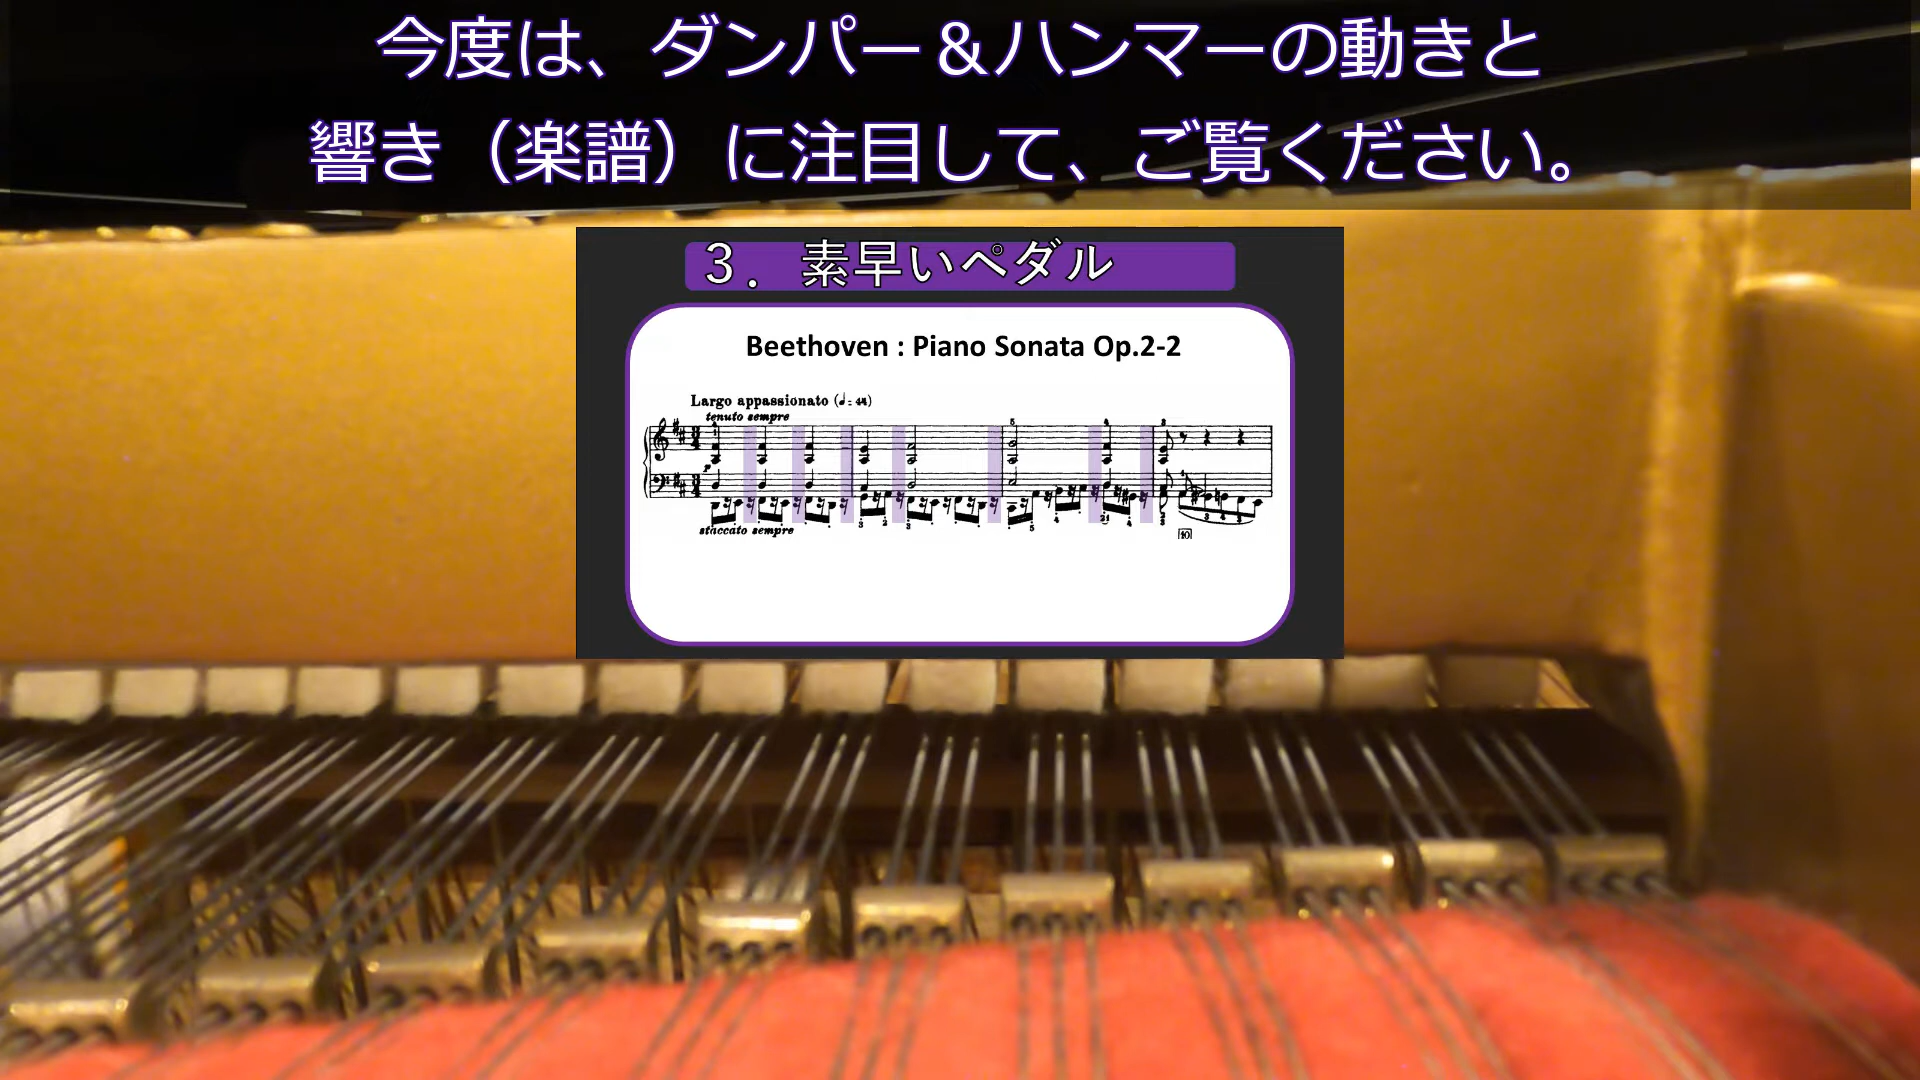 今度は、ダンパー＆ハンマーの動きと
響き（楽譜）に注目して、ご覧ください。
３． 素早いペダル
Beethoven : Piano Sonata Op.2-2
Largo appassionato (♩= 44)
tenuto sempre
p
staccato sempre
10